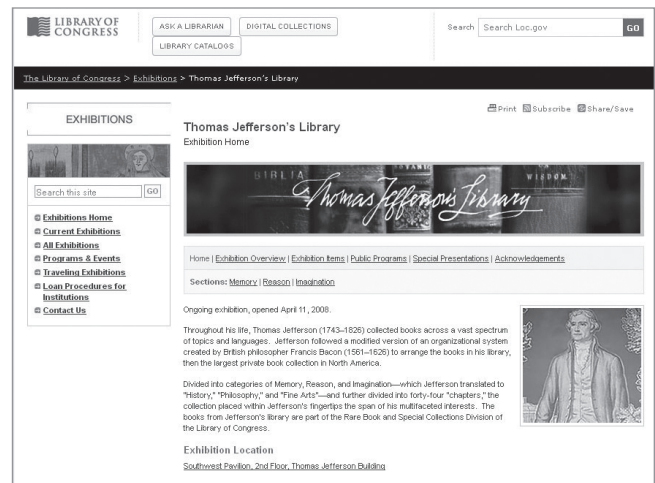 LIBRARY OF
CONGRESS
ASK A LIBRARIAN
DIGITAL COLLECTIONS
LIBRARY CATALOGS
Search
Search Loc.gov
GO
The Library of Congress > Exhibitions > Thomas Jefferson's Library
Print Subscribe Share/Save
EXHIBITIONS
Search this site
GO
Exhibitions Home
Current Exhibitions
All Exhibitions
Programs & Events
Traveling Exhibitions
Loan Procedures for
Institutions
Contact Us
Thomas Jefferson's Library
Exhibition Home
BIBLIA
BOTANIC
WISDOM
Thomas Jefferson's Library
Home | Exhibition Overview | Exhibition Items | Public Programs | Special Presentations | Acknowledgements
Sections: Memory | Reason | Imagination
Ongoing exhibition, opened April 11, 2008.
Throughout his life, Thomas Jefferson (1743–1826) collected books across a vast spectrum
of topics and languages. Jefferson followed a modified version of an organizational system
created by British philosopher Francis Bacon (1561–1626) to arrange the books in his library,
then the largest private book collection in North America.
Divided into categories of Memory, Reason, and Imagination—which Jefferson translated to
"History," "Philosophy," and "Fine Arts"—and further divided into forty-four "chapters," the
collection placed within Jefferson's fingertips the span of his multifaceted interests. The
books from Jefferson's library are part of the Rare Book and Special Collections Division of
the Library of Congress.
Exhibition Location
Southwest Pavilion, 2nd Floor, Thomas Jefferson Building